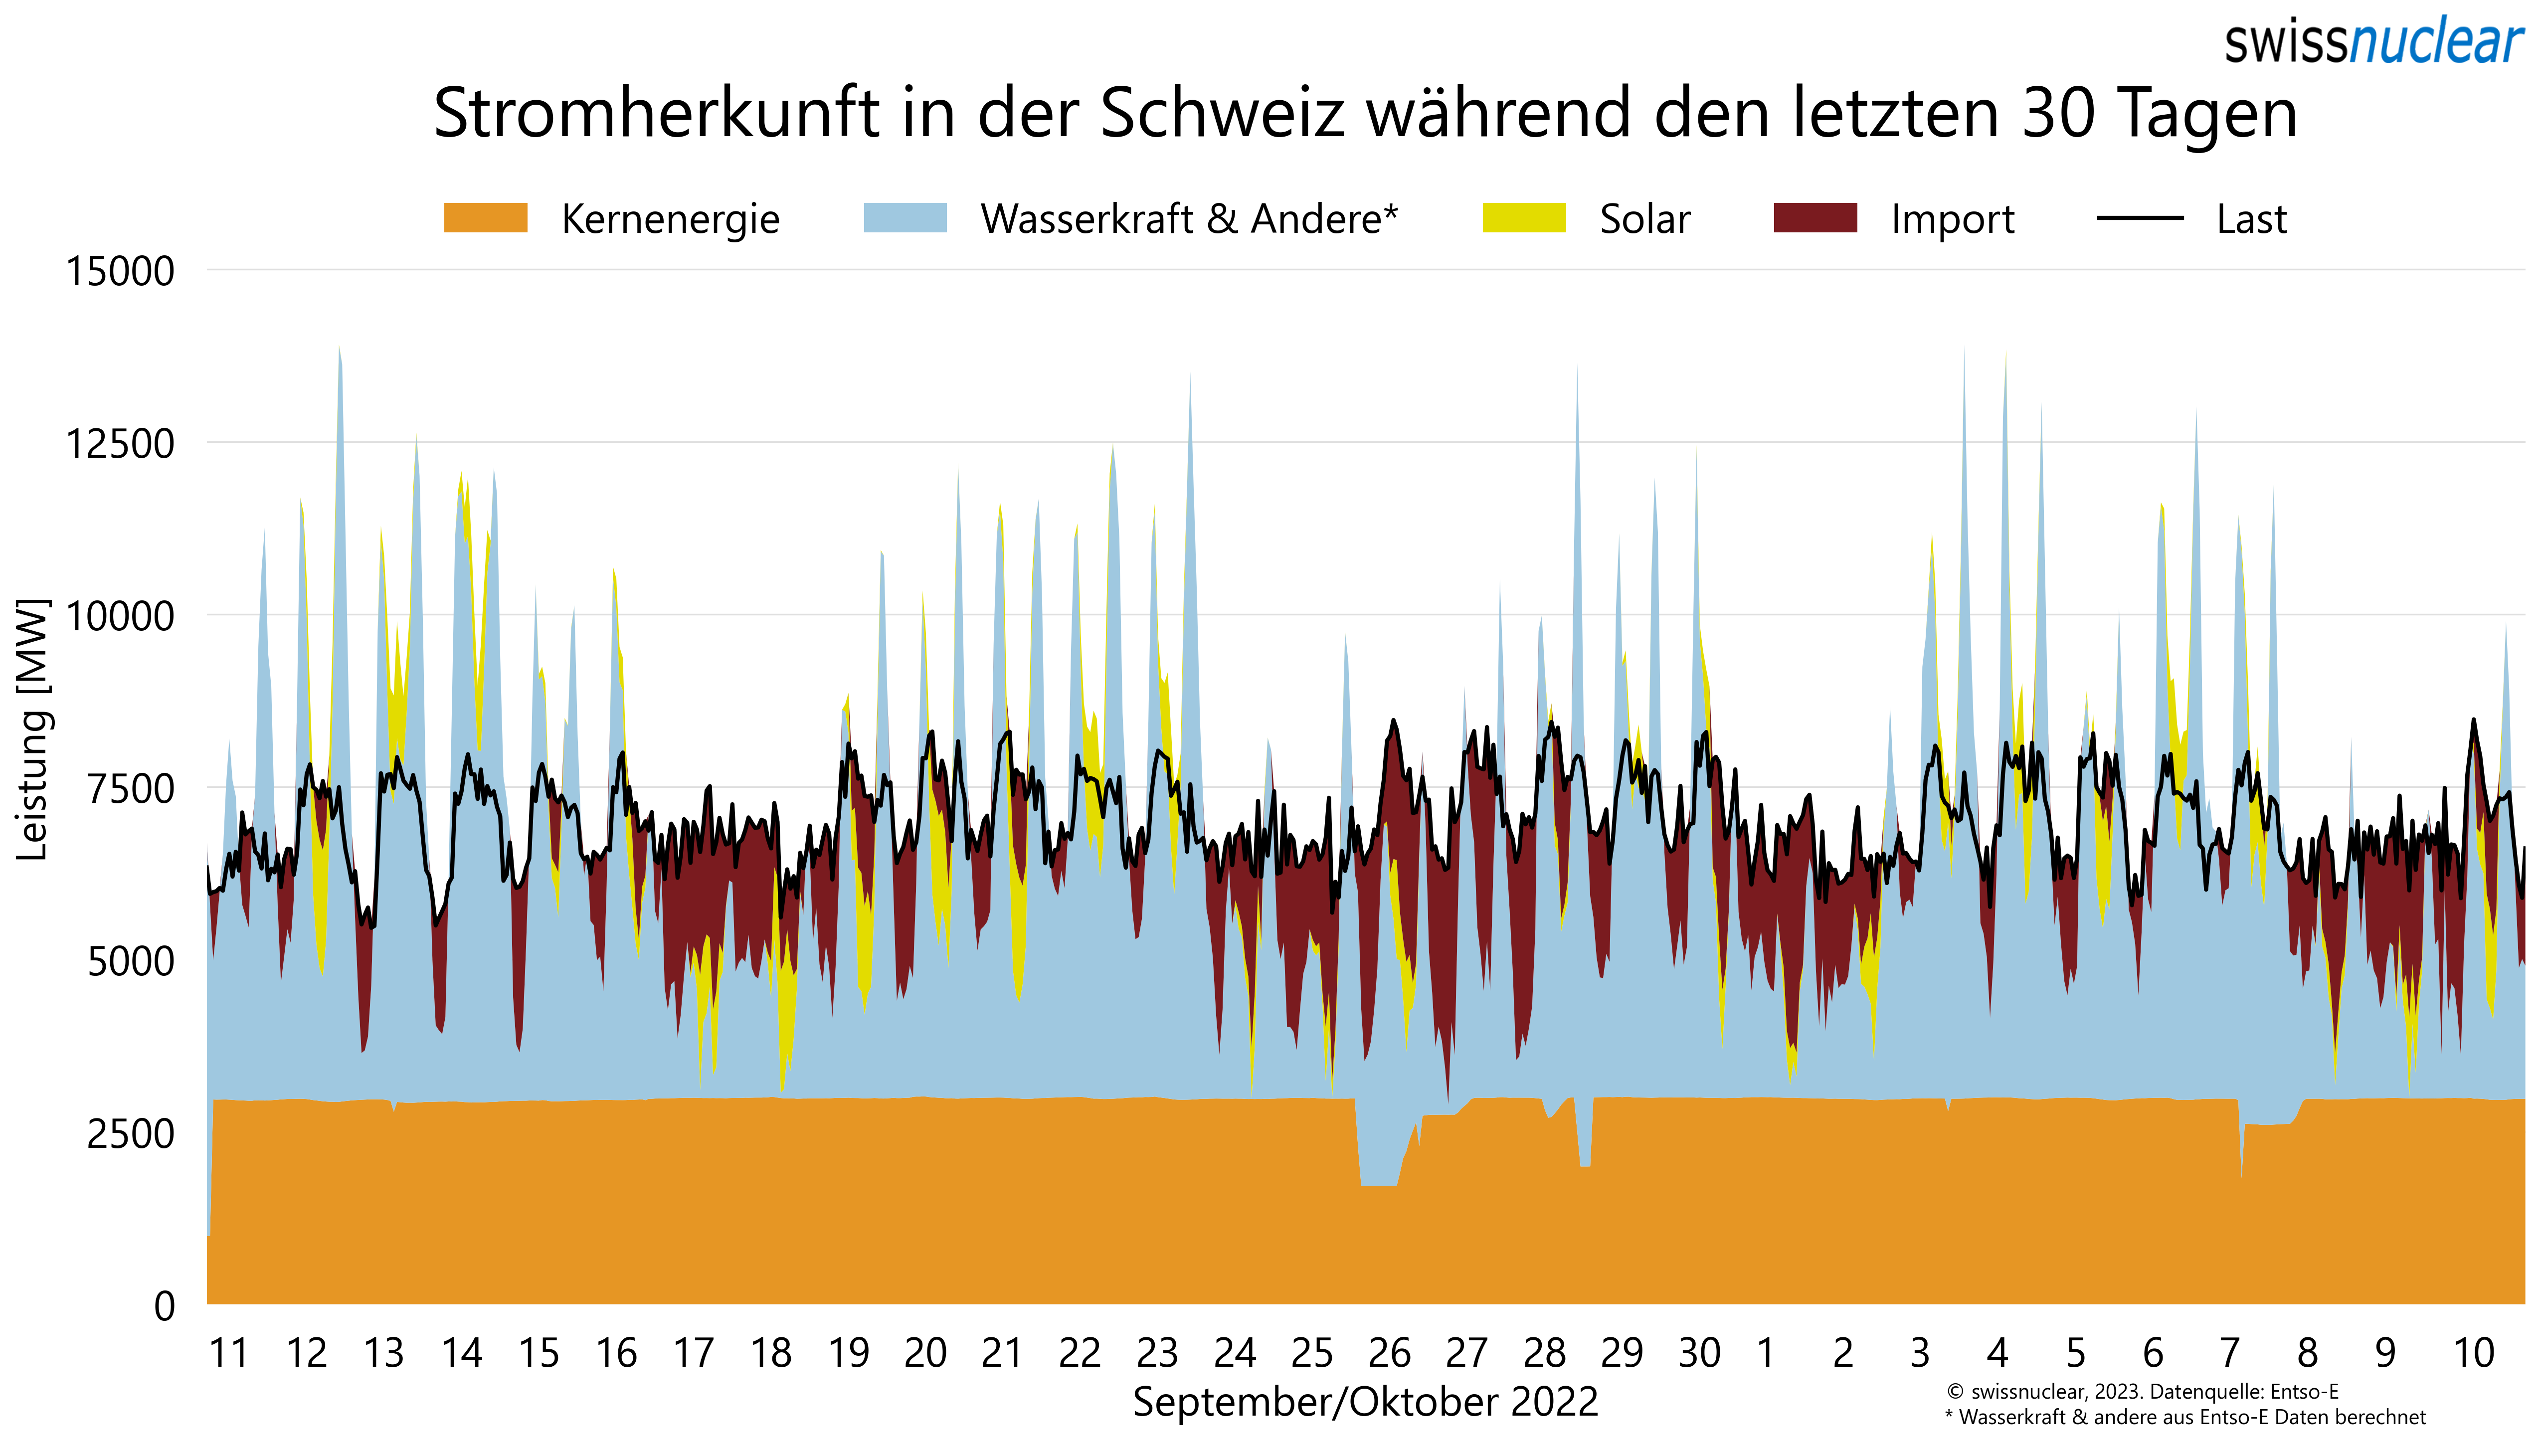 swissnuclear
Stromherkunft in der Schweiz während den letzten 30 Tagen
Kernenergie Wasserkraft & Andere* Solar Import Last
15000
12500
10000
7500
5000
2500
0
Leistung [MW]
11 12 13 14 15 16 17 18 19 20 21 22 23 24 25 26 27 28 29 30 1 2 3 4 5 6 7 8 9 10
September/Oktober 2022
© swissnuclear, 2023. Datenquelle: Entso-E
* Wasserkraft & andere aus Entso-E Daten berechnet